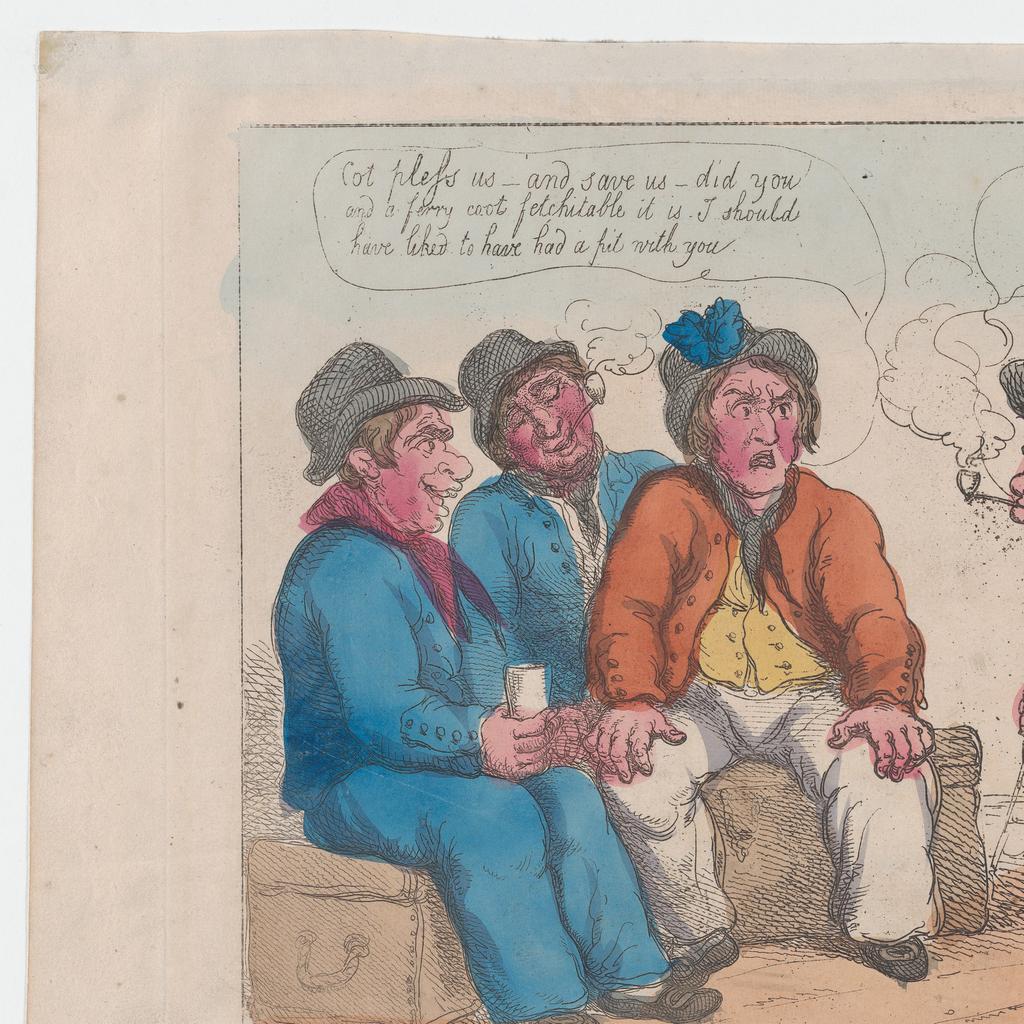 Cot pleſs us – and save us – did you
and a ferry coot fetchitable it is. I should
have liked to have had a pit with you.